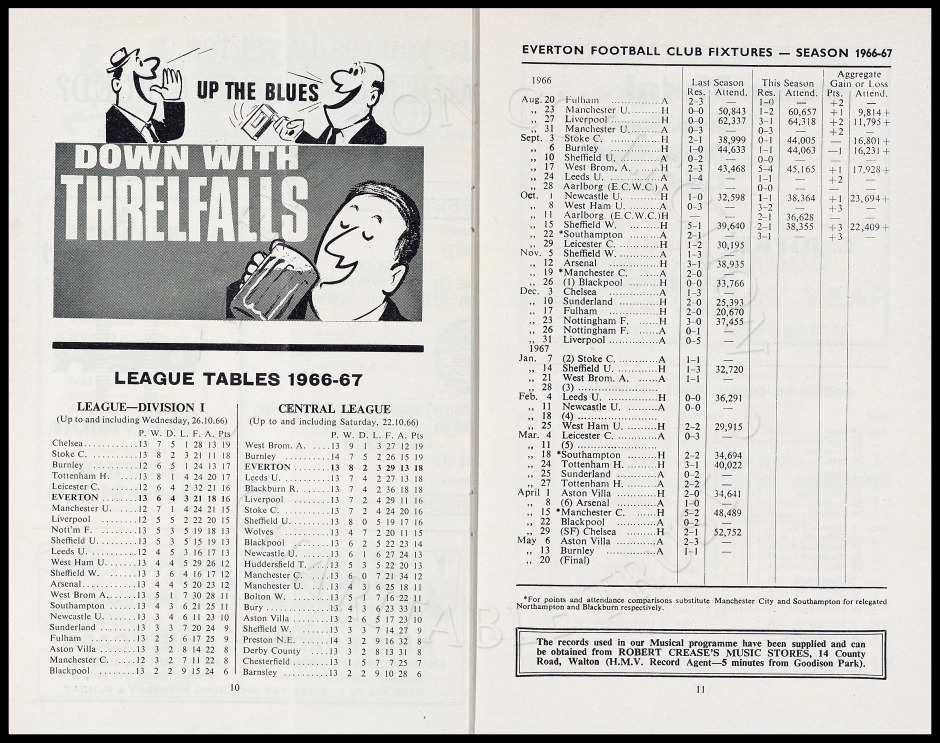 UP THE BLUES
DOWN WITH
THRELFALLS
LEAGUE TABLES 1966-67
LEAGUE—DIVISION I
(Up to and including Wednesday, 26.10.66)
P. W. D. L. F. A. Pts
Chelsea............13 7 5 1 28 13 19
Stoke C. ..........13 8 2 3 21 11 18
Burnley ...........12 6 5 1 24 13 17
Tottenham H. ......13 8 1 4 24 20 17
Leicester C. ......12 6 4 2 32 21 16
EVERTON ...........13 6 4 3 21 18 16
Manchester U. .....12 7 1 4 24 21 15
Liverpool .........12 5 5 2 22 20 15
Nott'm F. .........13 5 3 5 19 18 13
Sheffield U. ......13 5 3 5 15 19 13
Leeds U. ..........12 4 5 3 16 17 13
West Ham U. .......13 4 4 5 29 26 12
Sheffield W. ......13 3 6 4 16 17 12
Arsenal............13 4 4 5 20 23 12
West Brom A........13 5 1 7 30 28 11
Southampton .......13 4 3 6 21 25 11
Newcastle U. ......13 3 4 6 11 23 10
Sunderland ........13 3 3 7 20 24 9
Fulham ............13 2 5 6 17 25 9
Aston Villa .......13 3 2 8 14 22 8
Manchester C. .....12 3 2 7 11 22 8
Blackpool .........13 2 2 9 15 24 6
CENTRAL LEAGUE
(Up to and including Saturday, 22.10.66)
P. W. D. L. F. A. Pts
West Brom. A. .....13 9 1 3 27 12 19
Burnley ...........14 7 5 2 26 15 19
EVERTON ...........13 8 2 3 29 13 18
Leeds U. ..........13 7 4 2 27 13 18
Blackburn R. ......13 7 4 2 36 18 18
Liverpool .........13 7 2 4 29 11 16
Stoke C. ..........13 7 2 4 24 20 16
Sheffield U. ......13 8 0 5 19 17 16
Wolves ............13 4 7 2 20 11 15
Blackpool .........13 6 2 5 22 23 14
Newcastle U. ......13 6 1 6 27 24 13
Huddersfield T. ...13 5 3 5 22 20 13
Manchester C. .....13 6 0 7 21 34 12
Manchester U. .....13 4 3 6 25 18 11
Bolton W. .........13 5 1 7 16 22 11
Bury ..............13 4 3 6 23 33 11
Aston Villa .......13 2 6 5 17 23 10
Sheffield W. ......13 3 3 7 14 27 9
Preston N.E. ......14 3 2 9 16 32 8
Derby County ......13 3 2 8 13 31 8
Chesterfield ......13 1 5 7 7 25 7
Barnsley ..........13 2 2 9 10 28 6
10
EVERTON FOOTBALL CLUB FIXTURES — SEASON 1966-67
1966 Last Season This Season Aggregate Gain or Loss
Res. Attend. Res. Attend. Pts. Attend.
Aug. 20 Fulham ............A 2–3 — 1–0 — +2 —
,, 23 Manchester U. .......H 0–0 50,843 1–2 60,657 +1 9,814+
,, 27 Liverpool ...........H 0–0 62,337 3–1 64,318 +2 11,795+
,, 31 Manchester U. .......A 0–3 — 0–3 — +2 —
Sept. 3 Stoke C. ..........H 2–1 38,999 0–1 44,005 — 16,801+
,, 6 Burnley ..............H 1–0 44,633 1–1 44,063 —1 16,231+
,, 10 Sheffield U. ........A 0–2 — 0–0 — —
,, 17 West Brom. A. .......H 2–3 43,468 5–4 45,165 +1 17,928+
,, 24 Leeds U. ............A 1–4 — 1–1 — +2 —
,, 28 Aarlborg (E.C.W.C.) A — — 0–0 — — —
Oct. 1 Newcastle U. .......H 1–0 32,598 1–1 38,364 +1 23,694+
,, 8 West Ham U. ..........A 0–3 — 3–2 — +3 —
,, 11 Aarlborg (E.C.W.C.)H — — 2–1 36,628 — —
,, 15 Sheffield W. ........H 5–1 39,640 2–1 38,355 +3 22,409+
,, 22 *Southampton ........A 2–1 — 3–1 — +3 —
,, 29 Leicester C. ........H 1–2 30,195
Nov. 5 Sheffield W. .......A 1–3 —
,, 12 Arsenal .............H 3–1 38,935
,, 19 *Manchester C. ......A 2–0 —
,, 26 (1) Blackpool .......H 0–0 33,766
Dec. 3 Chelsea ............A 1–3 —
,, 10 Sunderland ..........H 2–0 25,393
,, 17 Fulham ..............H 2–0 20,670
,, 23 Nottingham F. .......H 3–0 37,455
,, 26 Nottingham F. .......A 0–1 —
,, 31 Liverpool ...........A 0–5 —
1967
Jan. 7 (2) Stoke C. .......A 1–1 —
,, 14 Sheffield U. ........H 1–3 32,720
,, 21 West Brom. A. .......A 1–1 —
,, 28 (3) ..........................
Feb. 4 Leeds U. ...........H 0–0 36,291
,, 11 Newcastle U. ........A 0–0 —
,, 18 (4) ..........................
,, 25 West Ham U. .........H 2–2 29,915
Mar. 4 Leicester C. .......A 0–3 —
,, 11 (5) ..........................
,, 18 *Southampton ........H 2–2 34,694
,, 24 Tottenham H. ........H 3–1 40,022
,, 25 Sunderland ..........A 0–2 —
,, 27 Tottenham H. ........A 2–2 —
April 1 Aston Villa .......H 2–0 34,641
,, 8 (6) Arsenal ..........A 1–0 —
,, 15 *Manchester C. ......H 5–2 48,489
,, 22 Blackpool ...........A 0–2 —
,, 29 (SF) Chelsea ........H 2–1 52,752
May 6 Aston Villa .........A 2–3 —
,, 13 Burnley .............A 1–1 —
,, 20 (Final)
*For points and attendance comparisons substitute Manchester City and Southampton for relegated
Northampton and Blackburn respectively.
The records used in our Musical programme have been supplied and can
be obtained from ROBERT CREASE'S MUSIC STORES, 14 County
Road, Walton (H.M.V. Record Agent—5 minutes from Goodison Park).
11